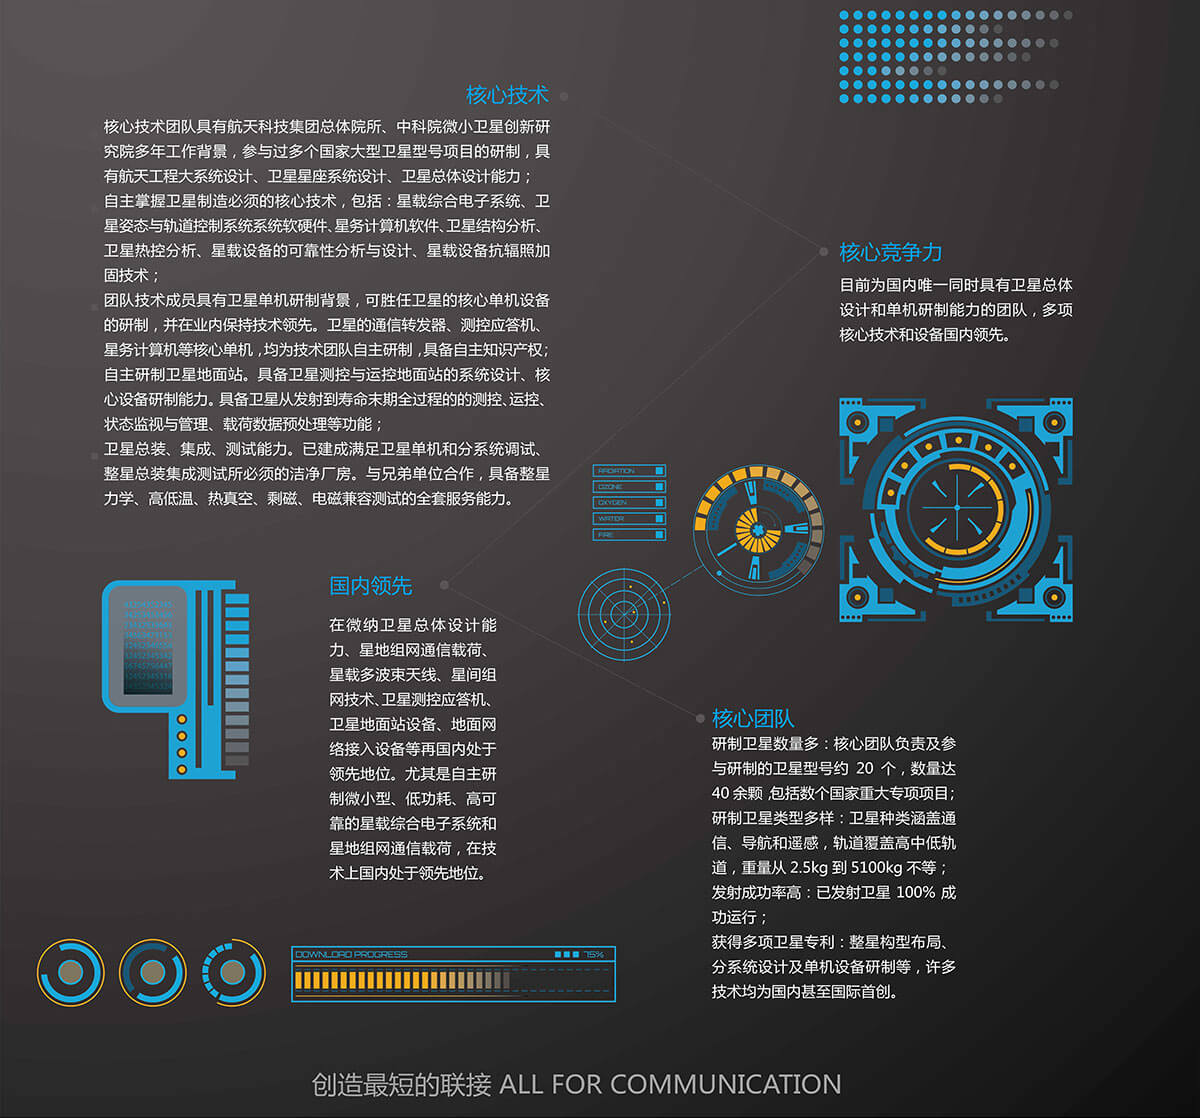 核心技术
核心技术团队具有航天科技集团总体院所、中科院微小卫星创新研
究院多年工作背景，参与过多个国家大型卫星型号项目的研制，具
有航天工程大系统设计、卫星星座系统设计、卫星总体设计能力；
自主掌握卫星制造必须的核心技术，包括：星载综合电子系统、卫
星姿态与轨道控制系统系统软硬件、星务计算机软件、卫星结构分析、
卫星热控分析、星载设备的可靠性分析与设计、星载设备抗辐照加
固技术；
团队技术成员具有卫星单机研制背景，可胜任卫星的核心单机设备
的研制，并在业内保持技术领先。卫星的通信转发器、测控应答机、
星务计算机等核心单机，均为技术团队自主研制，具备自主知识产权；
自主研制卫星地面站。具备卫星测控与运控地面站的系统设计、核
心设备研制能力。具备卫星从发射到寿命末期全过程的的测控、运控、
状态监视与管理、载荷数据预处理等功能；
卫星总装、集成、测试能力。已建成满足卫星单机和分系统调试、
整星总装集成测试所必须的洁净厂房。与兄弟单位合作，具备整星
力学、高低温、热真空、剩磁、电磁兼容测试的全套服务能力。
核心竞争力
目前为国内唯一同时具有卫星总体
设计和单机研制能力的团队，多项
核心技术和设备国内领先。
RADIATION
OZONE
OXYGEN
WATER
FIRE
国内领先
在微纳卫星总体设计能
力、星地组网通信载荷、
星载多波束天线、星间组
网技术、卫星测控应答机、
卫星地面站设备、地面网
络接入设备等再国内处于
领先地位。尤其是自主研
制微小型、低功耗、高可
靠的星载综合电子系统和
星地组网通信载荷，在技
术上国内处于领先地位。
核心团队
研制卫星数量多：核心团队负责及参
与研制的卫星型号约 20 个，数量达
40 余颗，包括数个国家重大专项项目；
研制卫星类型多样：卫星种类涵盖通
信、导航和遥感，轨道覆盖高中低轨
道，重量从 2.5kg 到 5100kg 不等；
发射成功率高：已发射卫星 100% 成
功运行；
获得多项卫星专利：整星构型布局、
分系统设计及单机设备研制等，许多
技术均为国内甚至国际首创。
DOWNLOAD PROGRESS 75%
创造最短的联接 ALL FOR COMMUNICATION